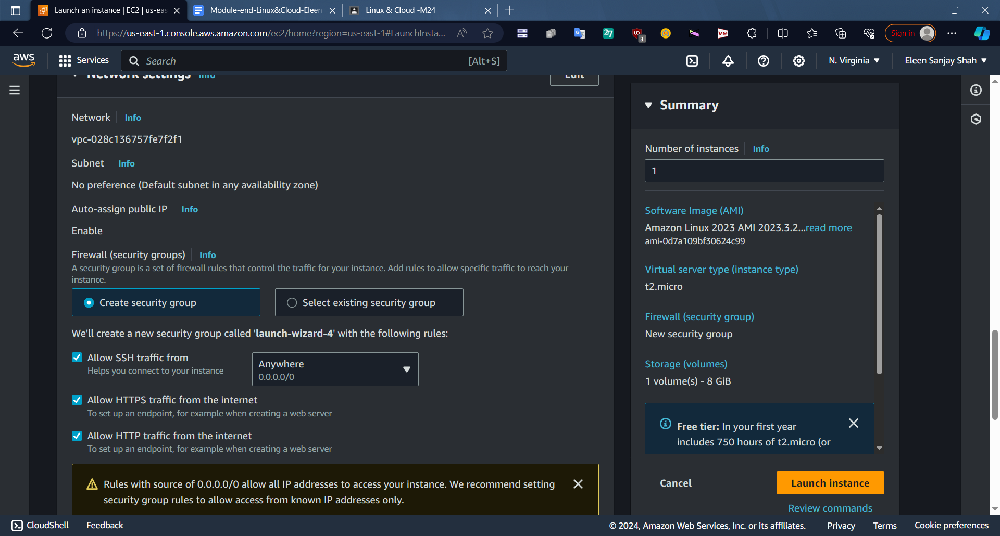 Launch an instance | EC2 | us-eas
Module-end-Linux&Cloud-Eleen
Linux & Cloud -M24
https://us-east-1.console.aws.amazon.com/ec2/home?region=us-east-1#LaunchInsta...
27
3
VM
Sign in
aws
Services
Search
[Alt+S]
N. Virginia
Eleen Sanjay Shah
Network settings
Info
Edit
Network
Info
vpc-028c136757fe7f2f1
Subnet
Info
No preference (Default subnet in any availability zone)
Auto-assign public IP
Info
Enable
Firewall (security groups)
Info
A security group is a set of firewall rules that control the traffic for your instance. Add rules to allow specific traffic to reach your
instance.
Create security group
Select existing security group
We'll create a new security group called 'launch-wizard-4' with the following rules:
Allow SSH traffic from
Helps you connect to your instance
Anywhere
0.0.0.0/0
Allow HTTPS traffic from the internet
To set up an endpoint, for example when creating a web server
Allow HTTP traffic from the internet
To set up an endpoint, for example when creating a web server
Rules with source of 0.0.0.0/0 allow all IP addresses to access your instance. We recommend setting
security group rules to allow access from known IP addresses only.
Summary
Number of instances
Info
1
Software Image (AMI)
Amazon Linux 2023 AMI 2023.3.2...read more
ami-0d7a109bf30624c99
Virtual server type (instance type)
t2.micro
Firewall (security group)
New security group
Storage (volumes)
1 volume(s) - 8 GiB
Free tier: In your first year
includes 750 hours of t2.micro (or
Cancel
Launch instance
Review commands
CloudShell
Feedback
© 2024, Amazon Web Services, Inc. or its affiliates.
Privacy
Terms
Cookie preferences